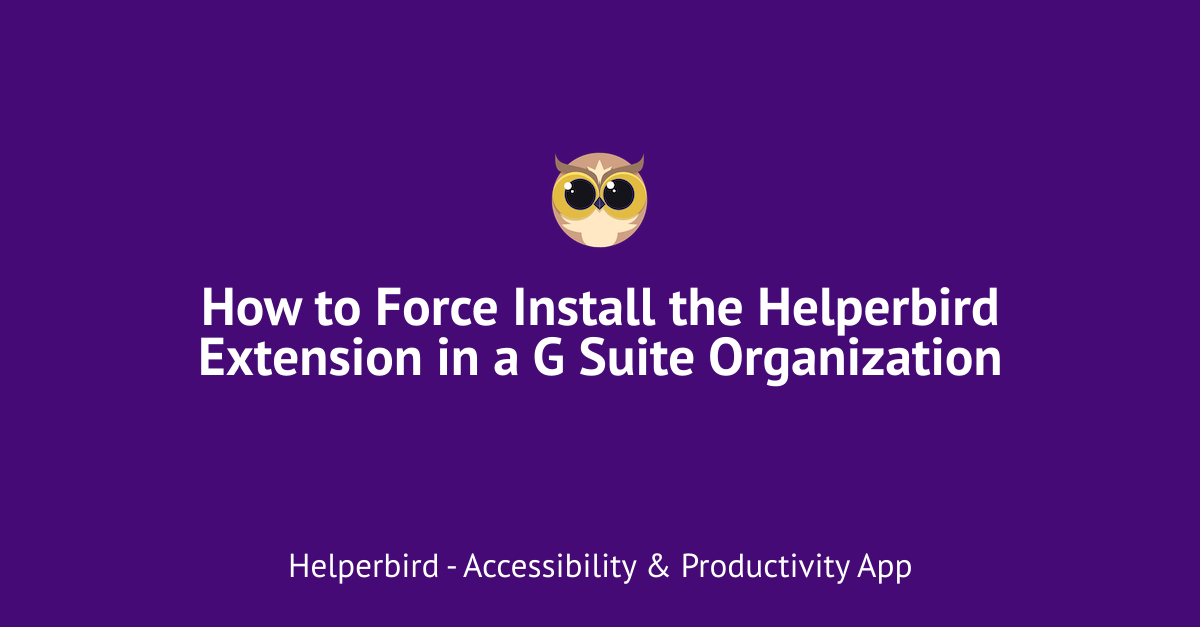 How to Force Install the Helperbird
Extension in a G Suite Organization
Helperbird - Accessibility & Productivity App